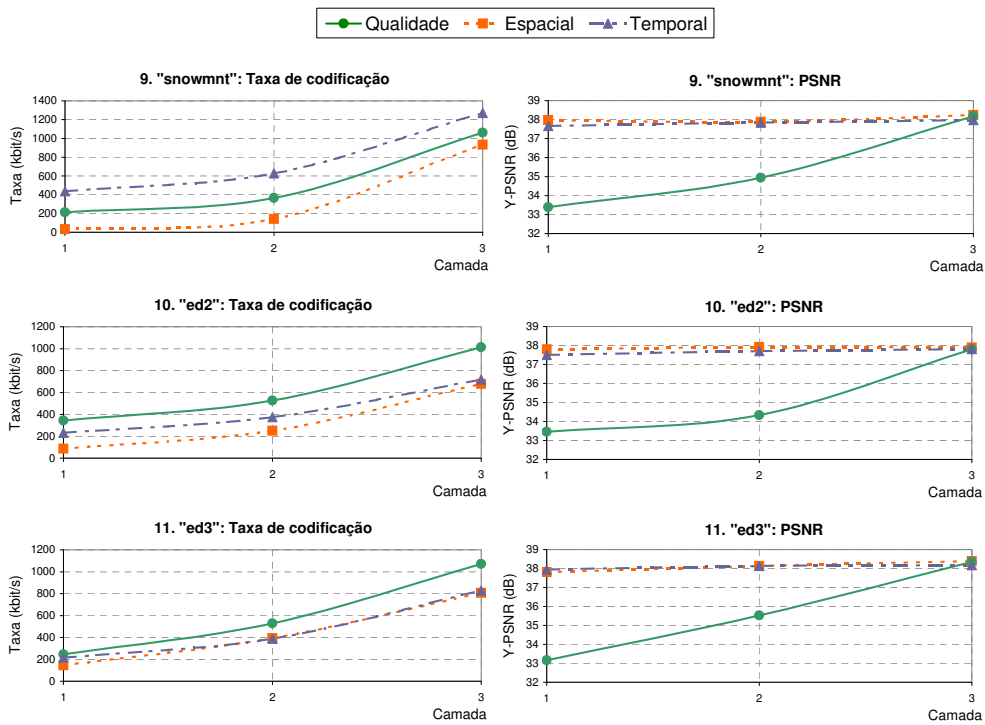 Qualidade Espacial Temporal
9. "snowmnt": Taxa de codificação
Taxa (kbit/s)
1400
1200
1000
800
600
400
200
0
1 2 3
Camada
9. "snowmnt": PSNR
Y-PSNR (dB)
39
38
37
36
35
34
33
32
1 2 3
Camada
10. "ed2": Taxa de codificação
Taxa (kbit/s)
1200
1000
800
600
400
200
0
1 2 3
Camada
10. "ed2": PSNR
Y-PSNR (dB)
39
38
37
36
35
34
33
32
1 2 3
Camada
11. "ed3": Taxa de codificação
Taxa (kbit/s)
1200
1000
800
600
400
200
0
1 2 3
Camada
11. "ed3": PSNR
Y-PSNR (dB)
39
38
37
36
35
34
33
32
1 2 3
Camada